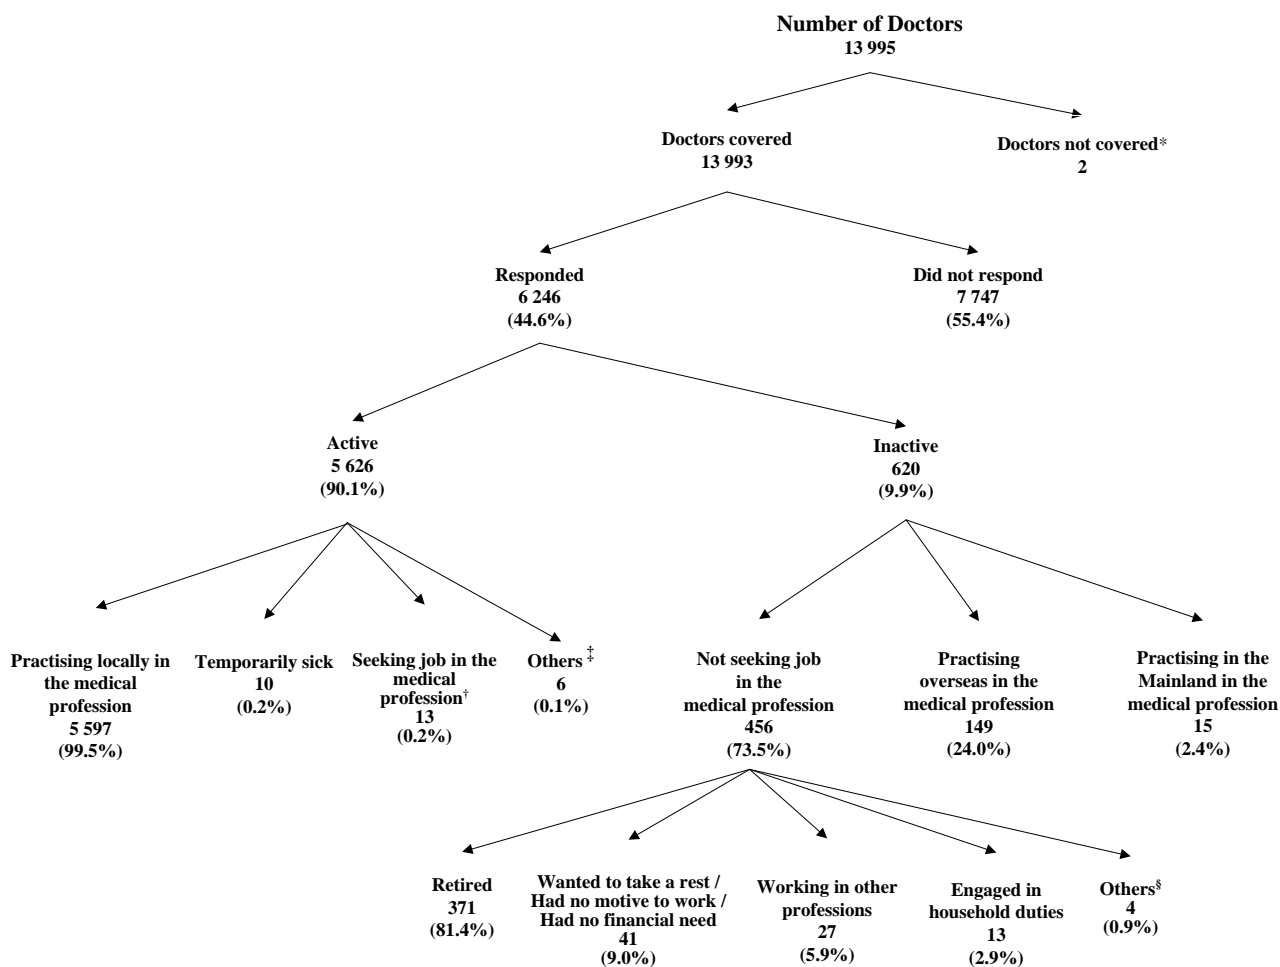 Number of Doctors
13 995
Doctors covered
13 993
Doctors not covered*
2
Responded
6 246
(44.6%)
Did not respond
7 747
(55.4%)
Active
5 626
(90.1%)
Inactive
620
(9.9%)
Practising locally in
the medical
profession
5 597
(99.5%)
Temporarily sick
10
(0.2%)
Seeking job in the
medical
profession†
13
(0.2%)
Others‡
6
(0.1%)
Not seeking job
in the
medical profession
456
(73.5%)
Practising
overseas in the
medical profession
149
(24.0%)
Practising in the
Mainland in the
medical profession
15
(2.4%)
Retired
371
(81.4%)
Wanted to take a rest /
Had no motive to work /
Had no financial need
41
(9.0%)
Working in other
professions
27
(5.9%)
Engaged in
household duties
13
(2.9%)
Others§
4
(0.9%)